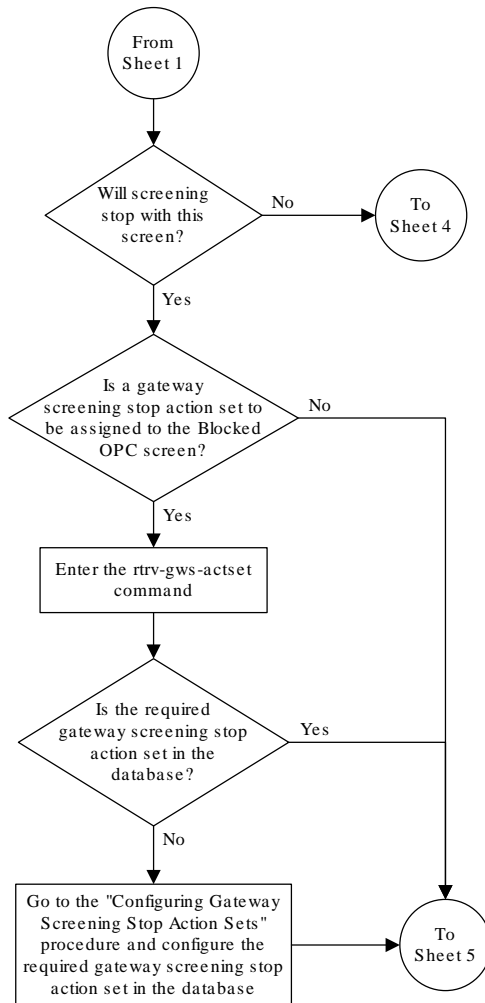 From
Sheet 1
Will screening
stop with this
screen?
No
To
Sheet 4
Yes
Is a gateway
screening stop action set to
be assigned to the Blocked
OPC screen?
No
Yes
Enter the rtrv-gws-actset
command
Is the required
gateway screening stop
action set in the
database?
Yes
No
Go to the "Configuring Gateway
Screening Stop Action Sets"
procedure and configure the
required gateway screening stop
action set in the database
To
Sheet 5